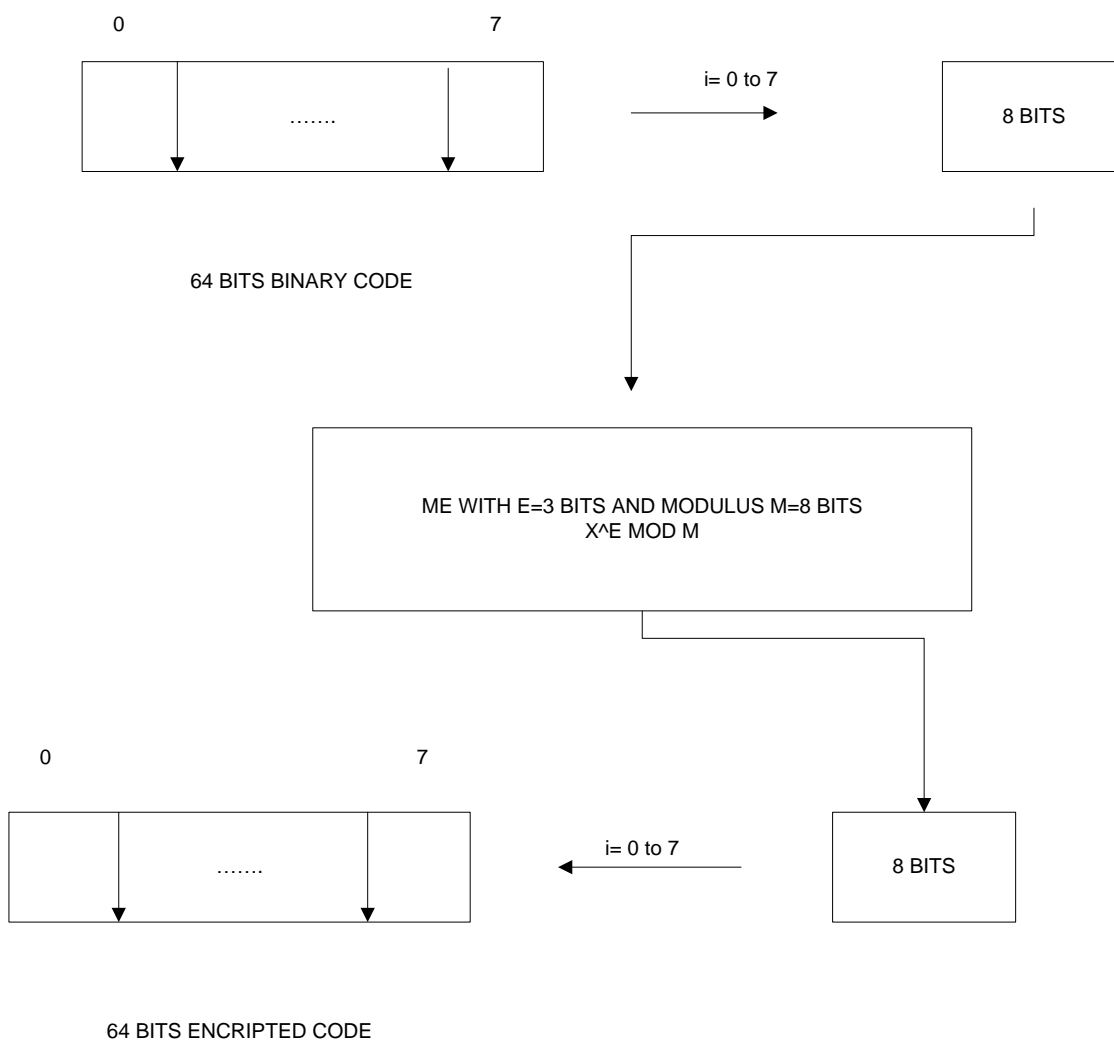 0 7
i= 0 to 7
.......
8 BITS
64 BITS BINARY CODE
ME WITH E=3 BITS AND MODULUS M=8 BITS
X^E MOD M
0 7
i= 0 to 7
.......
8 BITS
64 BITS ENCRIPTED CODE